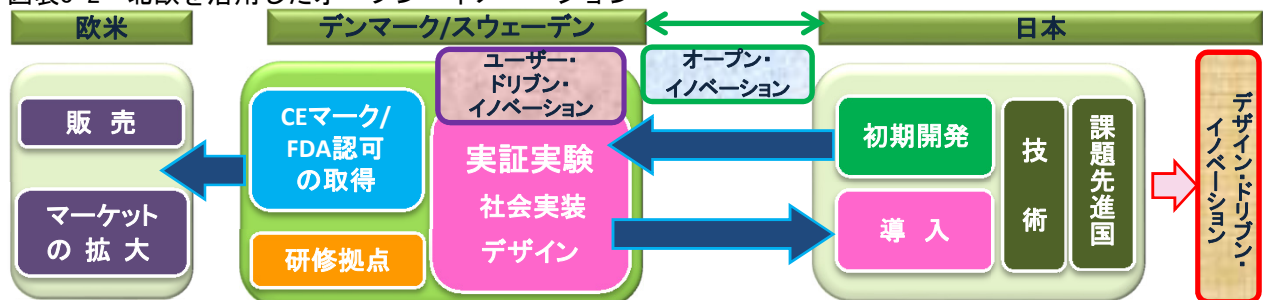 欧米
デンマーク/スウェーデン
日本
ユーザー・
ドリブン・
イノベーション
オープン・
イノベーション
販 売
マーケット
の 拡 大
CEマーク/
FDA認可
の取得
研修拠点
実証実験
社会実装
デザイン
初期開発
導 入
技
術
課題先進国
デザイン・ドリブン・
イノベーション